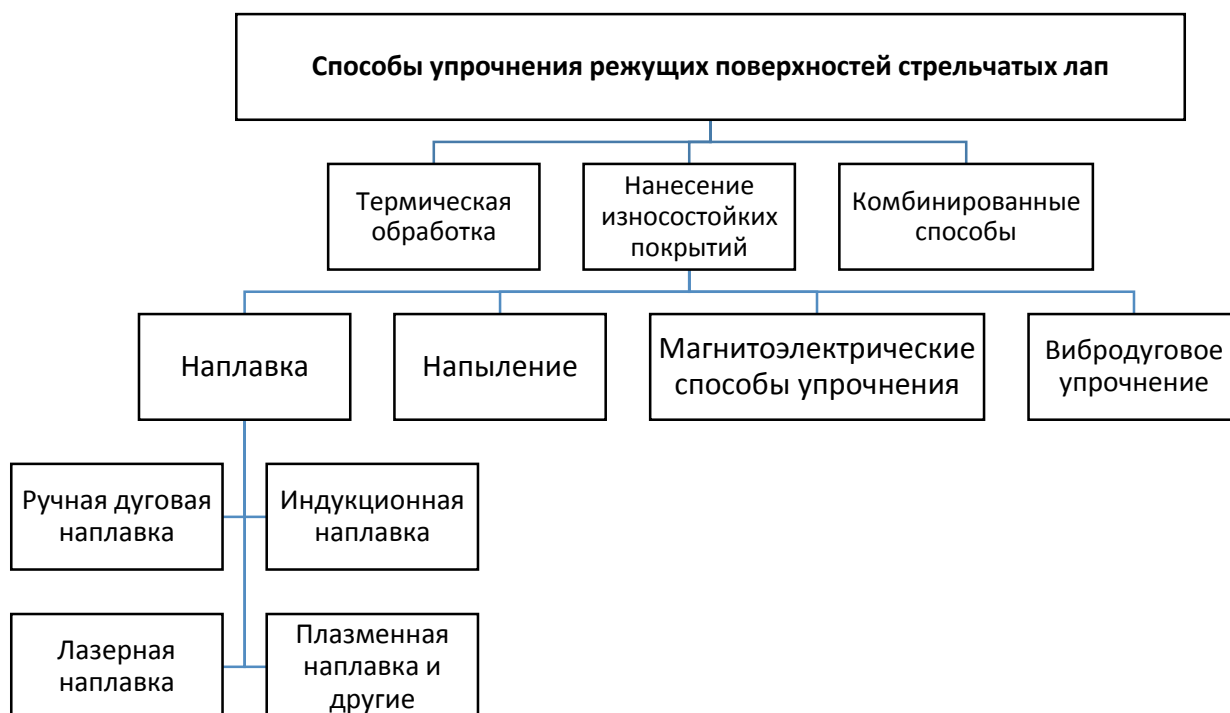 Способы упрочнения режущих поверхностей стрельчатых лап
Термическая
обработка
Нанесение
износостойких
покрытий
Комбинированные
способы
Наплавка
Напыление
Магнитоэлектрические
способы упрочнения
Вибродуговое
упрочнение
Ручная дуговая
наплавка
Индукционная
наплавка
Лазерная
наплавка
Плазменная
наплавка и
другие